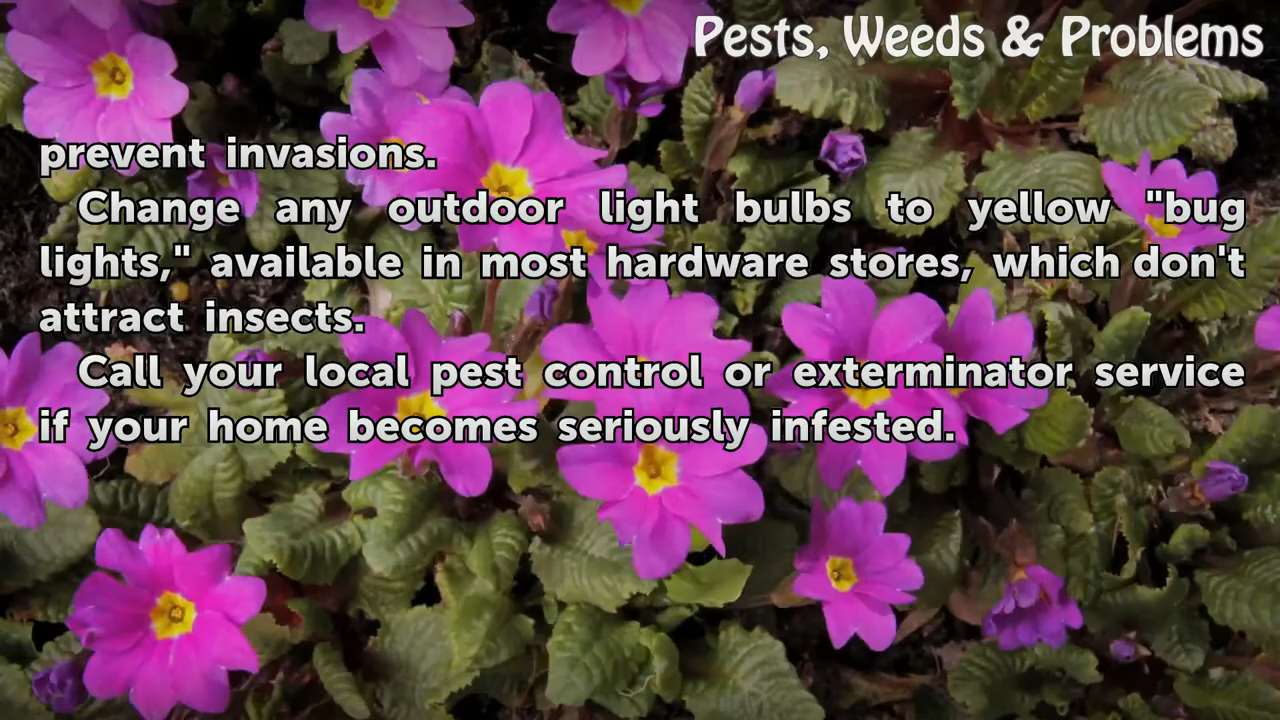 Pests, Weeds & Problems
prevent invasions.
Change any outdoor light bulbs to yellow "bug
lights," available in most hardware stores, which don't
attract insects.
Call your local pest control or exterminator service
if your home becomes seriously infested.